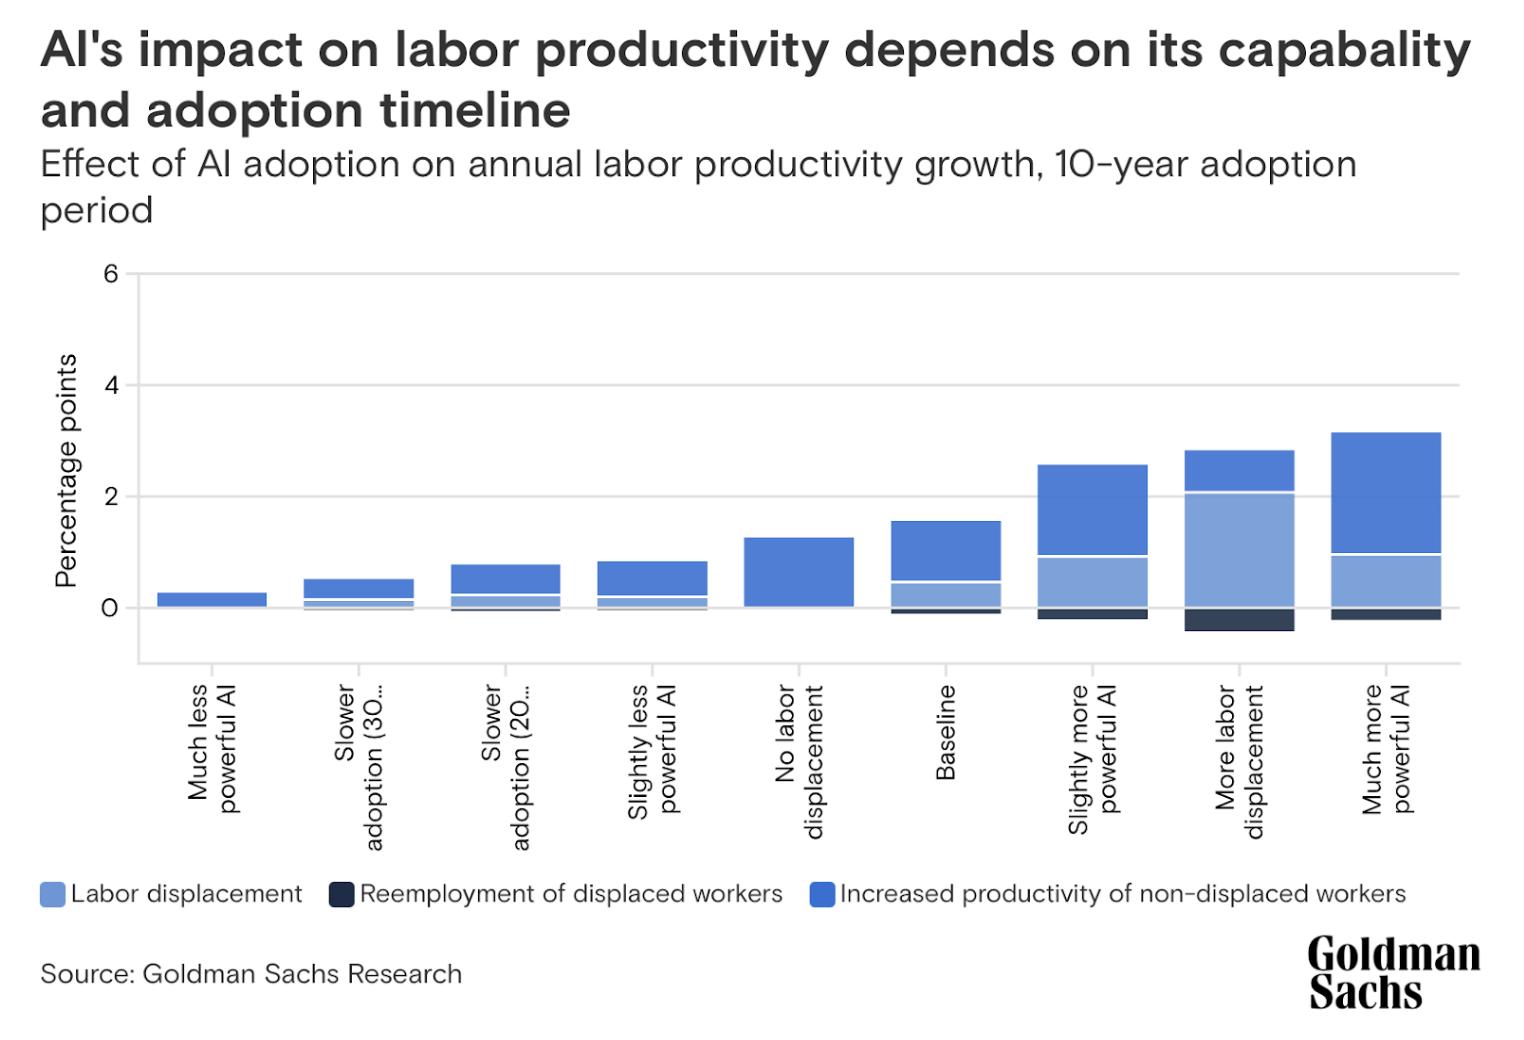 AI's impact on labor productivity depends on its capabality
and adoption timeline
Effect of AI adoption on annual labor productivity growth, 10-year adoption
period
Percentage points
6
4
2
0
Much less
powerful AI
Slower
adoption (30...
Slower
adoption (20...
Slightly less
powerful AI
No labor
displacement
Baseline
Slightly more
powerful AI
More labor
displacement
Much more
powerful AI
Labor displacement
Reemployment of displaced workers
Increased productivity of non-displaced workers
Source: Goldman Sachs Research
Goldman
Sachs